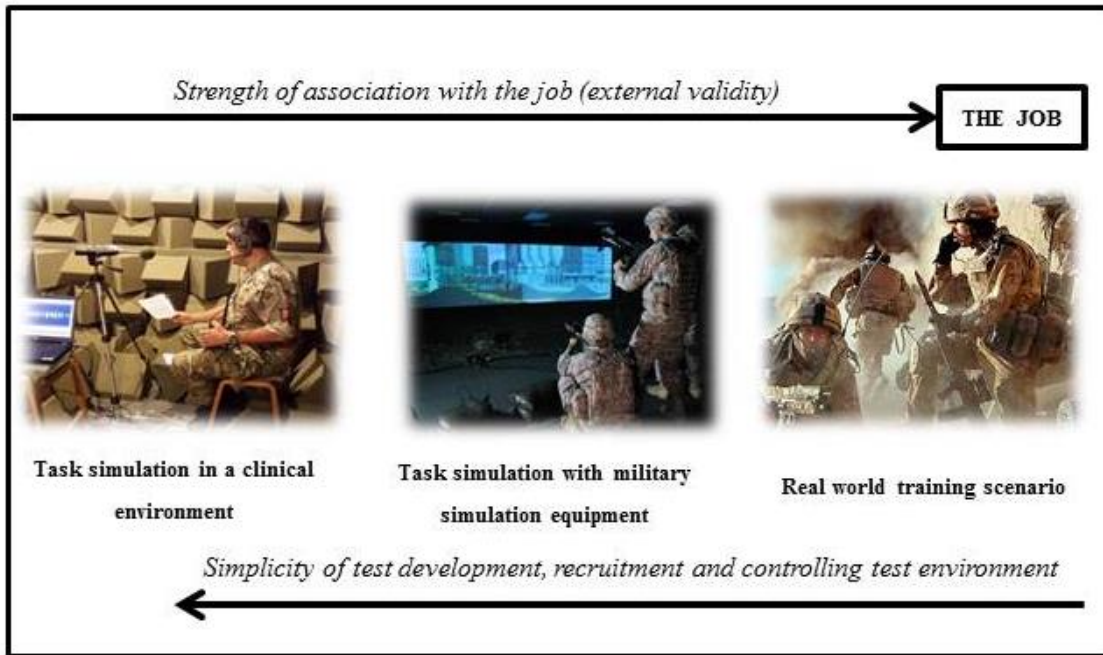 Strength of association with the job (external validity)
THE JOB
Task simulation in a clinical
environment
Task simulation with military
simulation equipment
Real world training scenario
Simplicity of test development, recruitment and controlling test environment